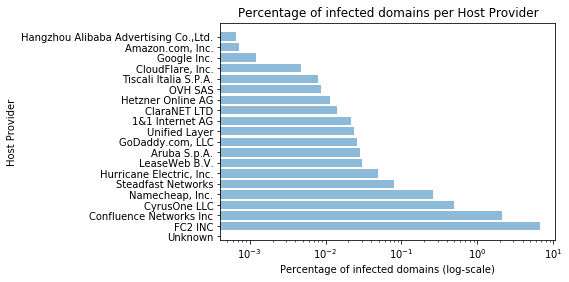 Percentage of infected domains per Host Provider
Host Provider
Hangzhou Alibaba Advertising Co.,Ltd.
Amazon.com, Inc.
Google Inc.
CloudFlare, Inc.
Tiscali Italia S.P.A.
OVH SAS
Hetzner Online AG
ClaraNET LTD
1&1 Internet AG
Unified Layer
GoDaddy.com, LLC
Aruba S.p.A.
LeaseWeb B.V.
Hurricane Electric, Inc.
Steadfast Networks
Namecheap, Inc.
CyrusOne LLC
Confluence Networks Inc
FC2 INC
Unknown
10⁻³ 10⁻² 10⁻¹ 10⁰ 10¹
Percentage of infected domains (log-scale)